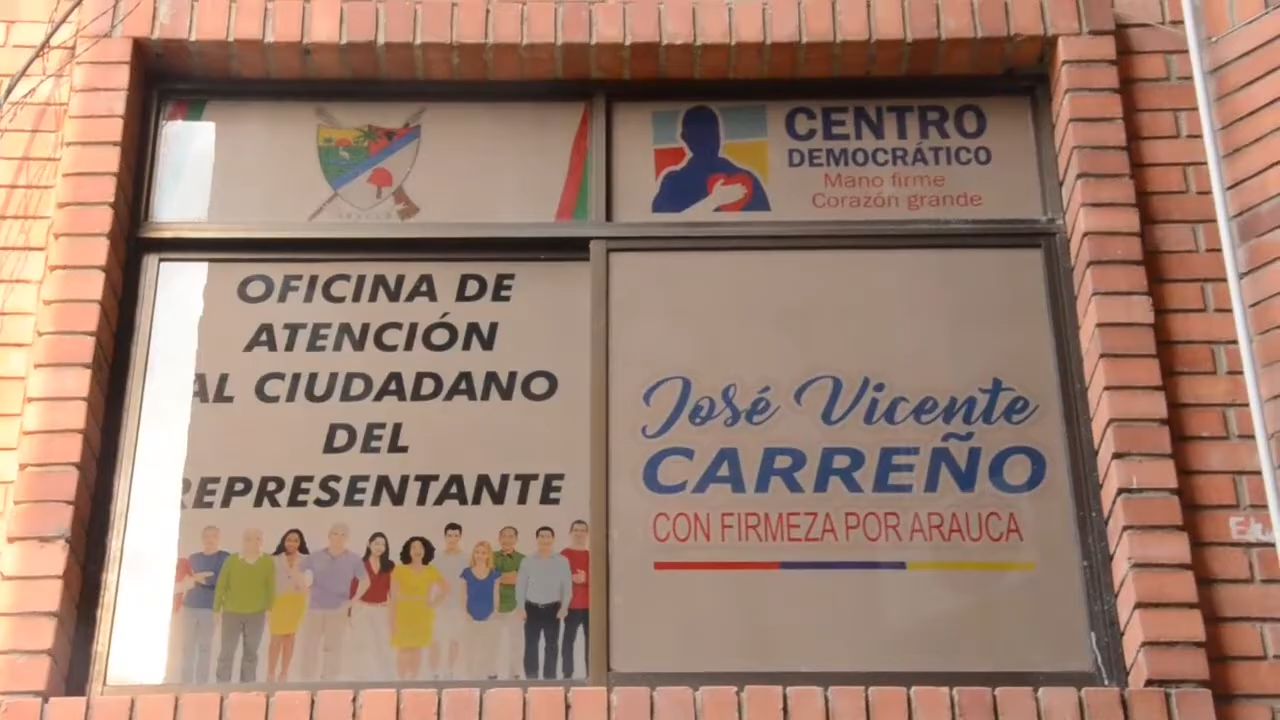 CENTRO
DEMOCRÁTICO
Mano firme
Corazón grande
OFICINA DE
ATENCIÓN
AL CIUDADANO
DEL
REPRESENTANTE
José Vicente
CARREÑO
CON FIRMEZA POR ARAUCA